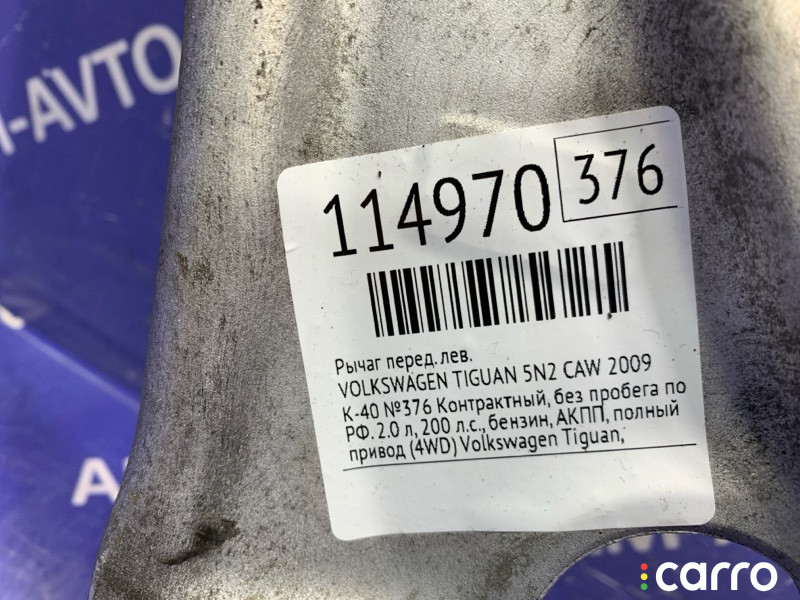 -AVTO
114970 376
Рычаг перед. лев.
VOLKSWAGEN TIGUAN 5N2 CAW 2009
К-40 №376 Контрактный, без пробега по
РФ. 2.0 л, 200 л.с., бензин, АКПП, полный
привод (4WD) Volkswagen Tiguan,
carro